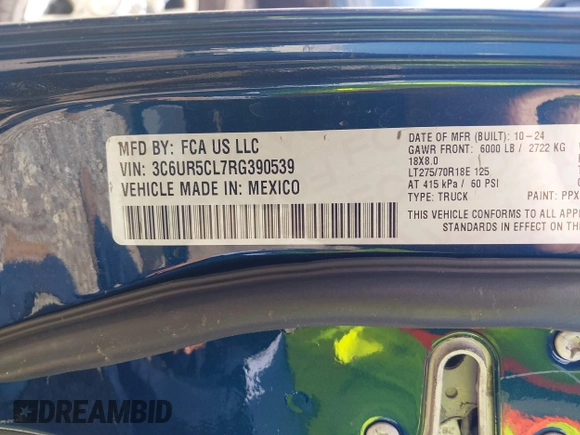 MFD BY: FCA US LLC
VIN: 3C6UR5CL7RG390539
VEHICLE MADE IN: MEXICO
DATE OF MFR (BUILT): 10-24
GAWR FRONT: 6000 LB / 2722 KG
18X8.0
LT275/70R18E 125
AT 415 kPa / 60 PSI
TYPE: TRUCK PAINT: PPX
THIS VEHICLE CONFORMS TO ALL APP
STANDARDS IN EFFECT ON THE
DREAMBID